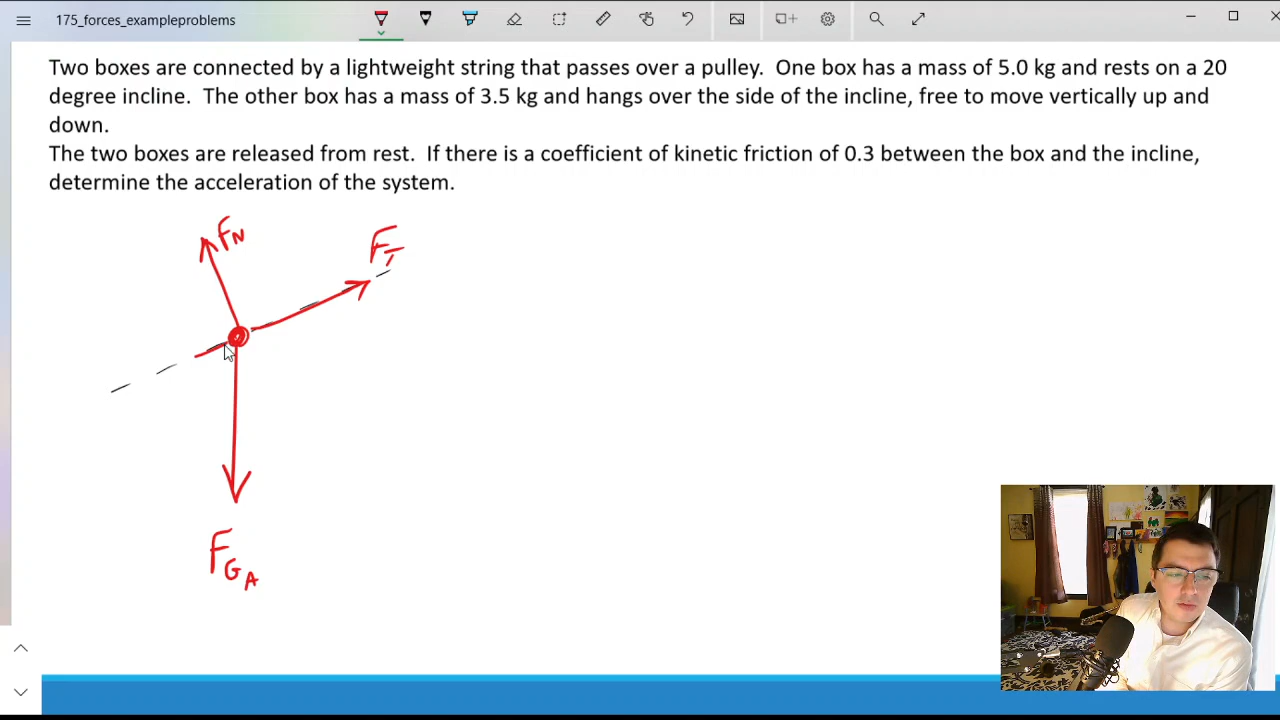 175_forces_exampleproblems
Two boxes are connected by a lightweight string that passes over a pulley. One box has a mass of 5.0 kg and rests on a 20
degree incline. The other box has a mass of 3.5 kg and hangs over the side of the incline, free to move vertically up and
down.
The two boxes are released from rest. If there is a coefficient of kinetic friction of 0.3 between the box and the incline,
determine the acceleration of the system.
FN
FT
FGA